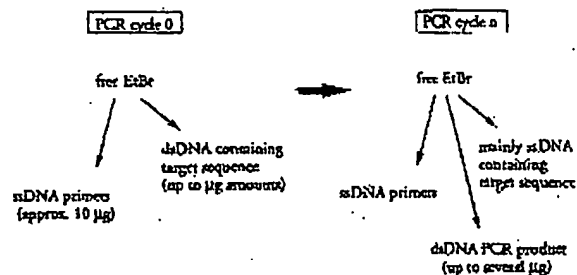 PCR cycle 0
free EtBr
dsDNA containing
target sequence
(up to µg amounts)
ssDNA primers
(approx. 10 µg)
PCR cycle n
free EtBr
mainly ssDNA
containing
target sequence
ssDNA primers
dsDNA PCR product
(up to several µg)